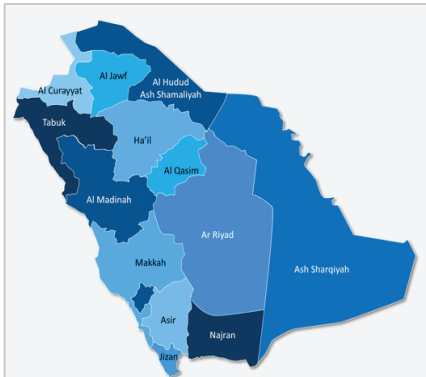 Al Jawf
Al Hudud
Ash Shamaliyah
Al Curayyat
Tabuk
Ha'il
Al Qasim
Al Madinah
Ar Riyad
Makkah
Ash Sharqiyah
Asir
Najran
Jizan